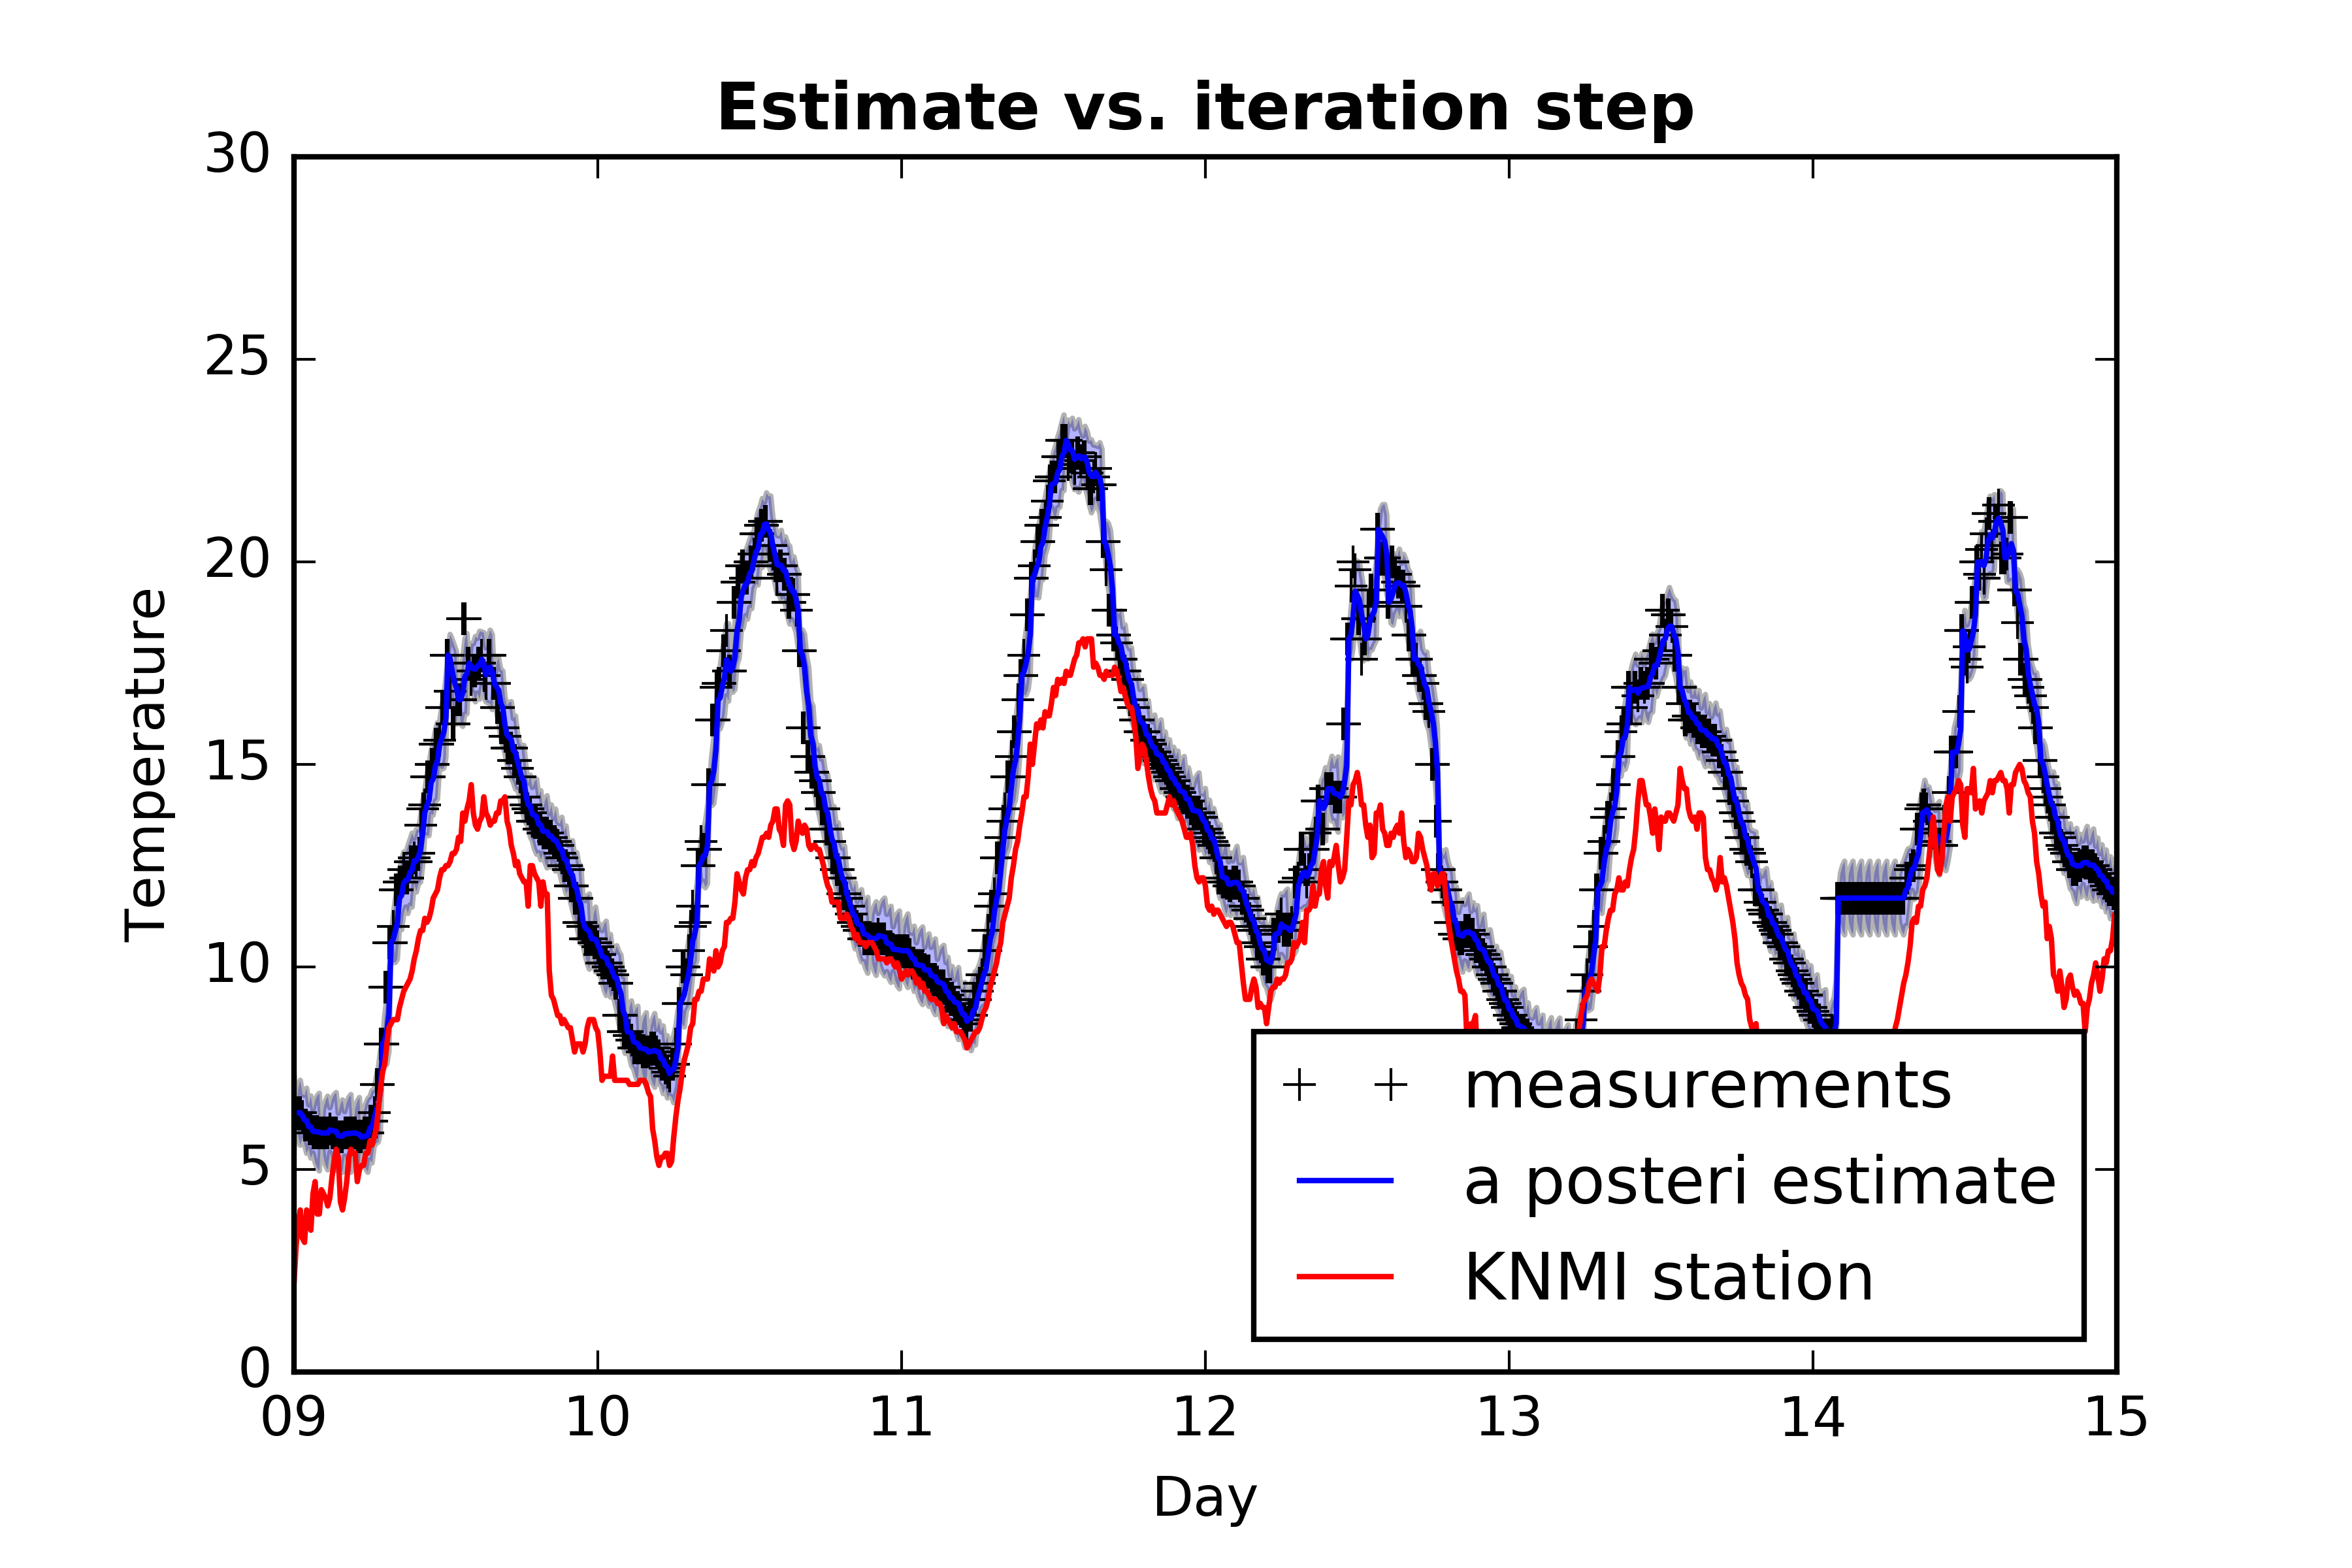 Estimate vs. iteration step
30
25
20
15
10
5
0
Temperature
measurements
a posteri estimate
KNMI station
09 10 11 12 13 14 15
Day